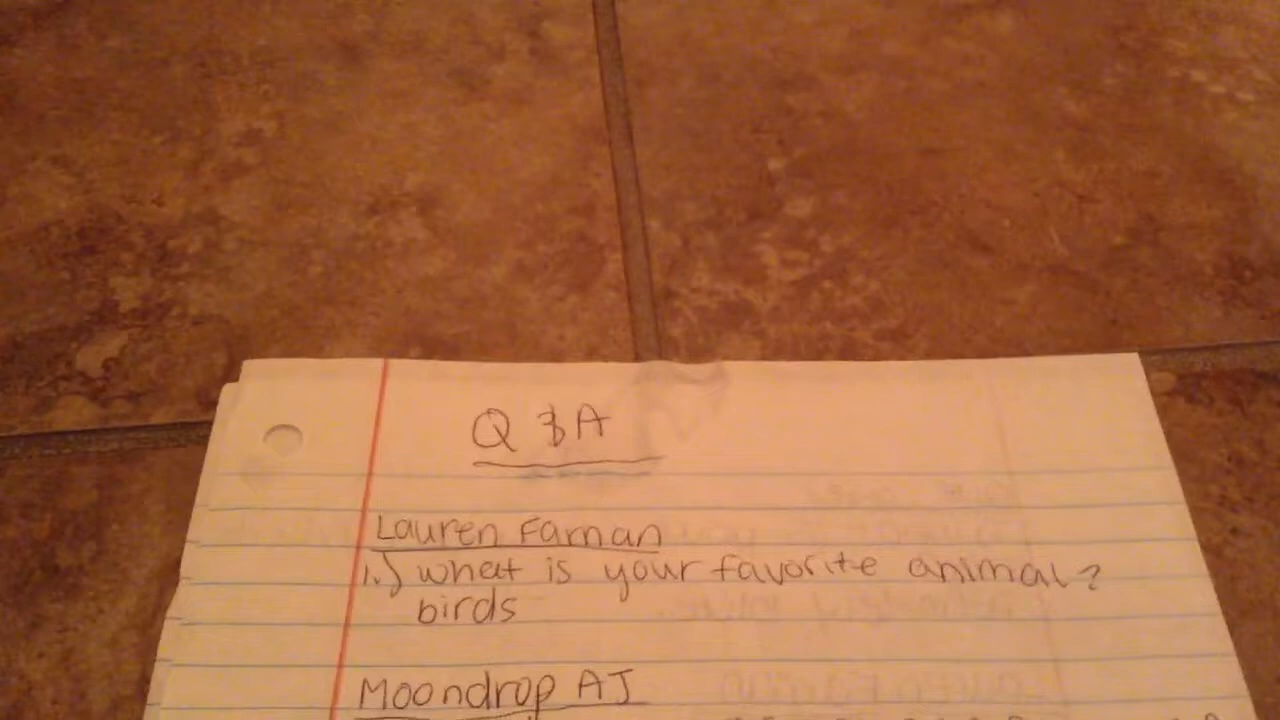 Q & A
Lauren Farnan
1.) what is your favorite animal?
birds
Moondrop AJ